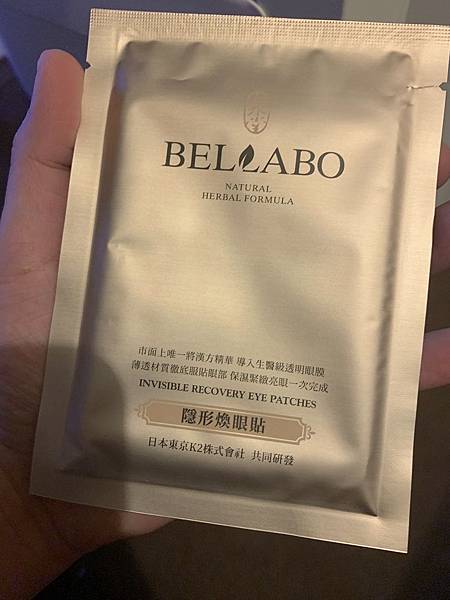 BELLABO
NATURAL
HERBAL FORMULA
市面上唯一將漢方精華 導入生醫級透明眼膜
薄透材質徹底服貼眼部 保濕緊緻亮眼一次完成
INVISIBLE RECOVERY EYE PATCHES
隱形煥眼貼
日本東京K2株式會社 共同研發